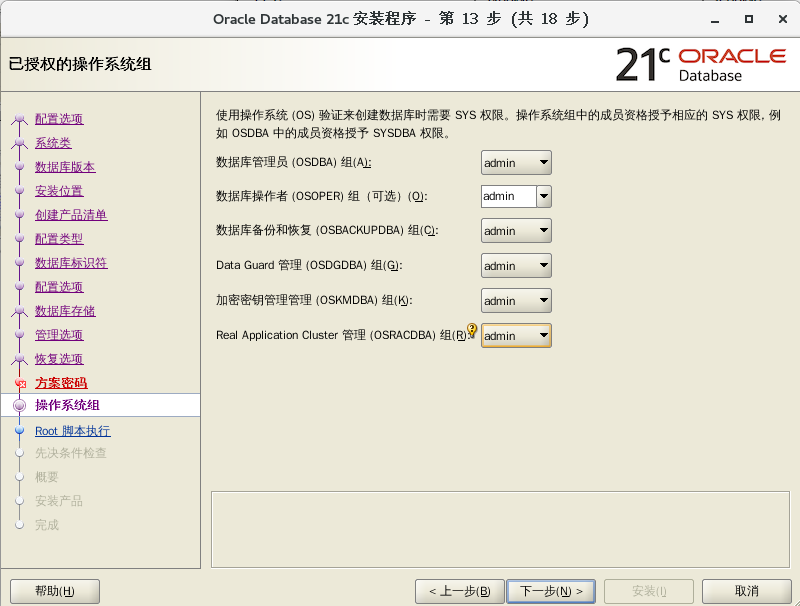 Oracle Database 21c 安装程序 - 第 13 步 (共 18 步)
已授权的操作系统组
21c ORACLE
Database
配置选项
系统类
数据库版本
安装位置
创建产品清单
配置类型
数据库标识符
配置选项
数据库存储
管理选项
恢复选项
方案密码
操作系统组
Root 脚本执行
先决条件检查
概要
安装产品
完成
使用操作系统 (OS) 验证来创建数据库时需要 SYS 权限。操作系统组中的成员资格授予相应的 SYS 权限, 例
如 OSDBA 中的成员资格授予 SYSDBA 权限。
数据库管理员 (OSDBA) 组(A): admin
数据库操作者 (OSOPER) 组（可选）(O): admin
数据库备份和恢复 (OSBACKUPDBA) 组(C): admin
Data Guard 管理 (OSDGDBA) 组(G): admin
加密密钥管理管理 (OSKMDBA) 组(K): admin
Real Application Cluster 管理 (OSRACDBA) 组(R): admin
帮助(H)
< 上一步(B)
下一步(N) >
安装(I)
取消